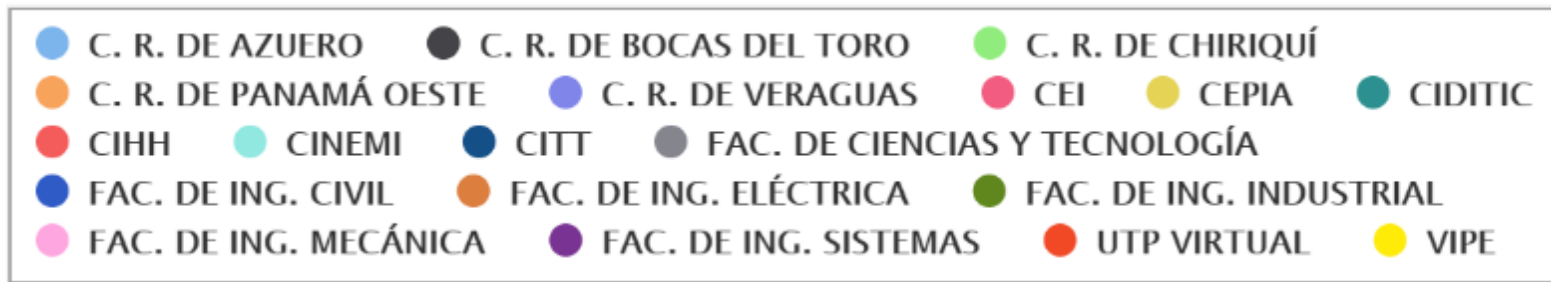 C. R. DE AZUERO C. R. DE BOCAS DEL TORO C. R. DE CHIRIQUÍ
C. R. DE PANAMÁ OESTE C. R. DE VERAGUAS CEI CEPIA CIDITIC
CIHH CINEMI CITT FAC. DE CIENCIAS Y TECNOLOGÍA
FAC. DE ING. CIVIL FAC. DE ING. ELÉCTRICA FAC. DE ING. INDUSTRIAL
FAC. DE ING. MECÁNICA FAC. DE ING. SISTEMAS UTP VIRTUAL VIPE